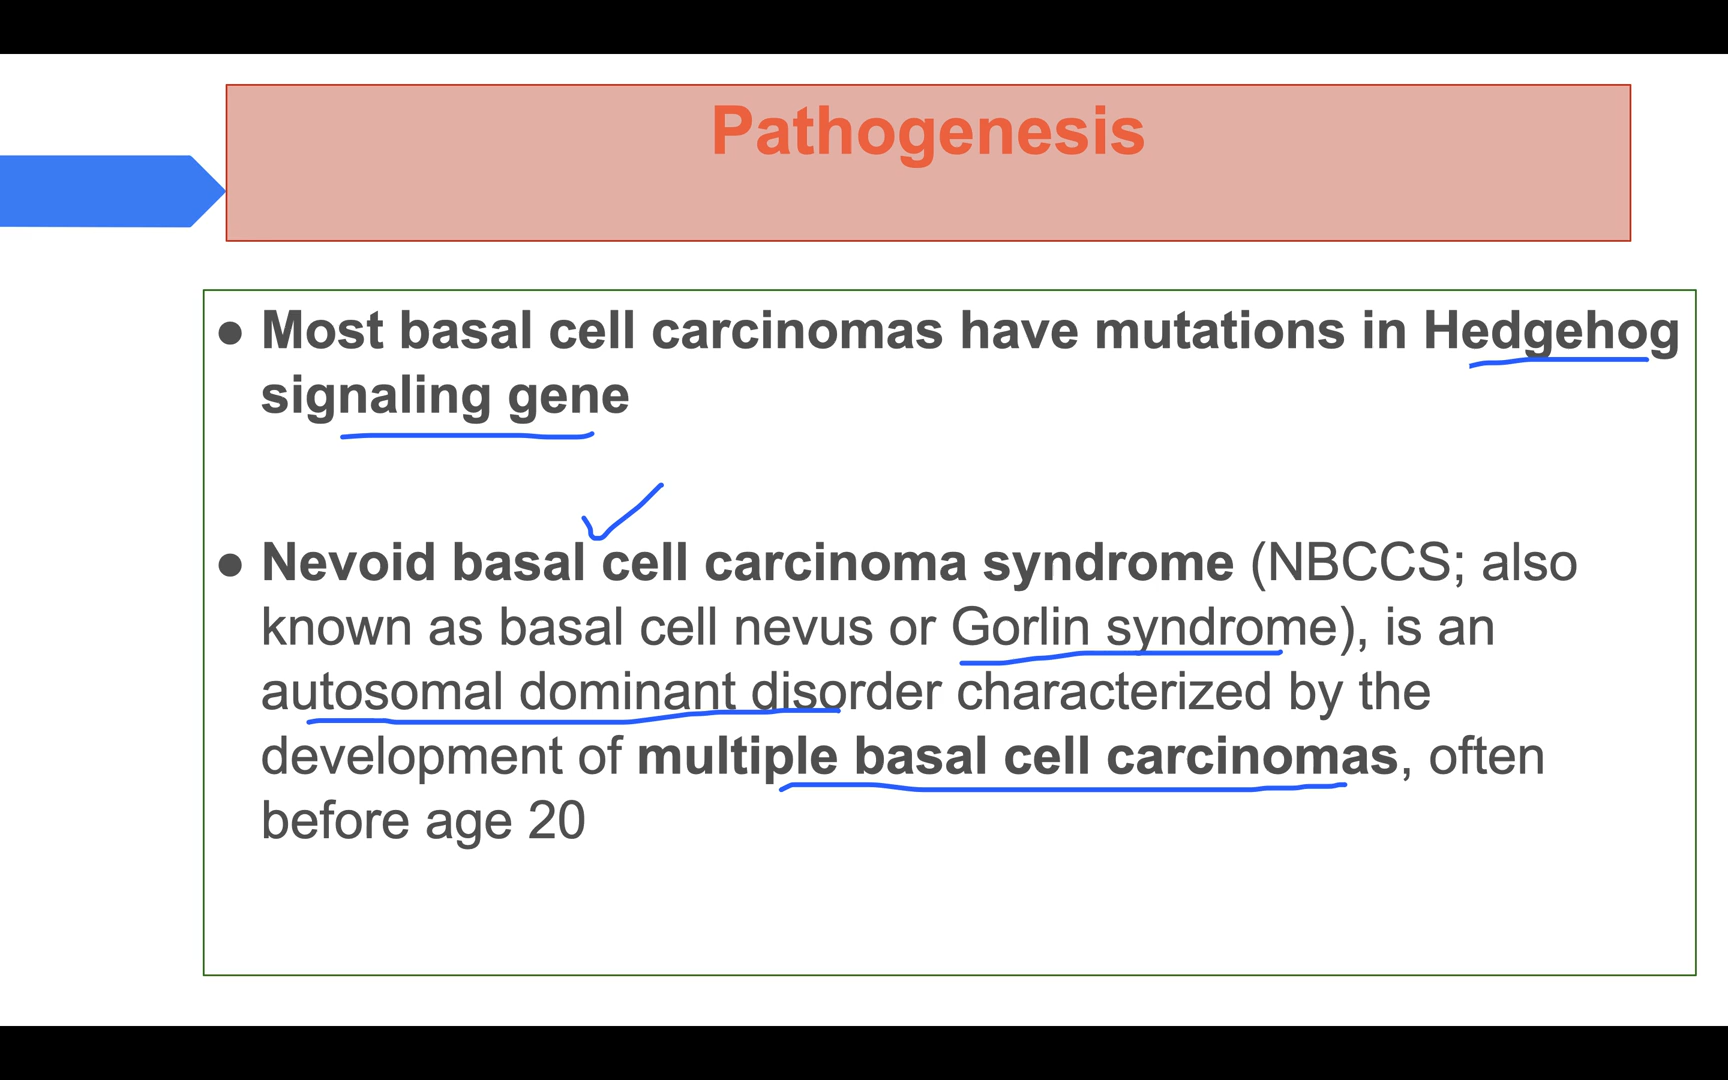 Pathogenesis
● Most basal cell carcinomas have mutations in Hedgehog
signaling gene
● Nevoid basal cell carcinoma syndrome (NBCCS; also
known as basal cell nevus or Gorlin syndrome), is an
autosomal dominant disorder characterized by the
development of multiple basal cell carcinomas, often
before age 20